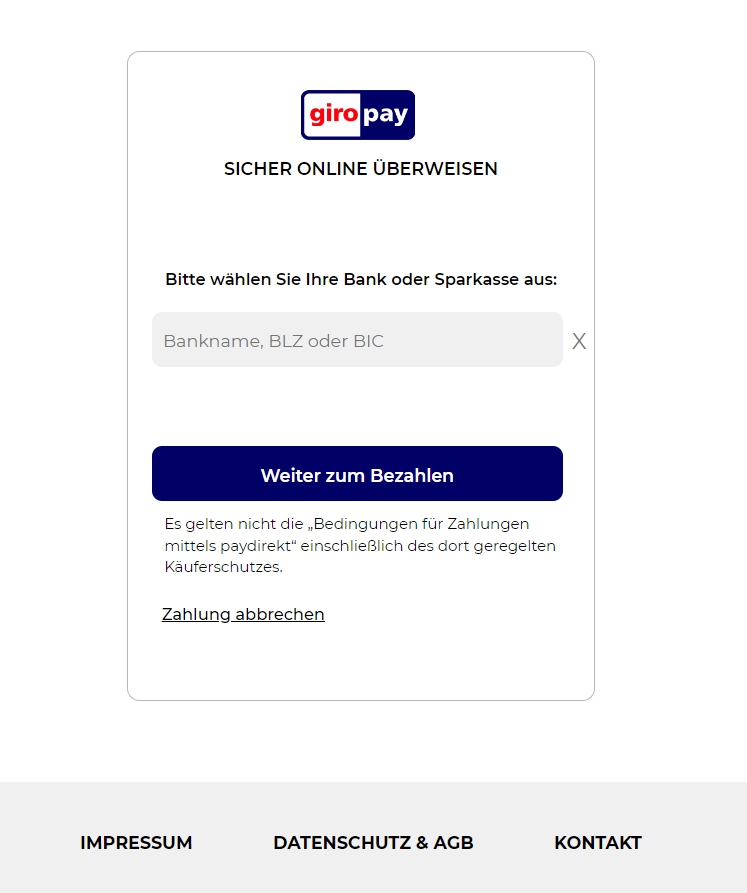 giropay
SICHER ONLINE ÜBERWEISEN
Bitte wählen Sie Ihre Bank oder Sparkasse aus:
Bankname, BLZ oder BIC X
Weiter zum Bezahlen
Es gelten nicht die „Bedingungen für Zahlungen
mittels paydirekt“ einschließlich des dort geregelten
Käuferschutzes.
Zahlung abbrechen
IMPRESSUM DATENSCHUTZ & AGB KONTAKT